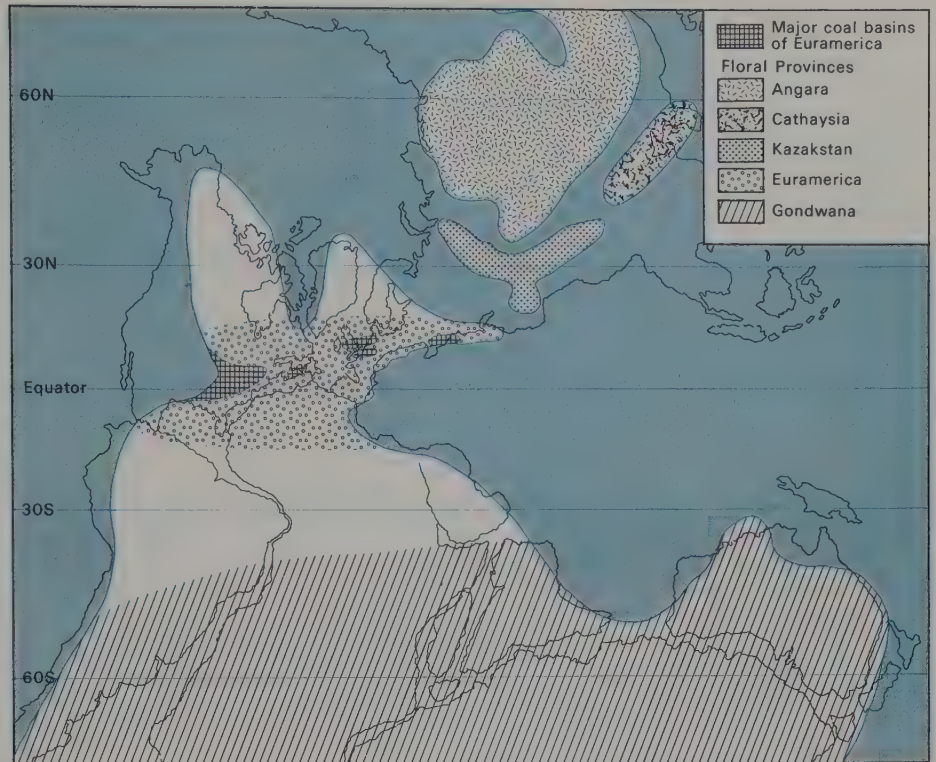 Major coal basins
of Euramerica
Floral Provinces
Angara
Cathaysia
Kazakstan
Euramerica
Gondwana
60N
30N
Equator
30S
60S